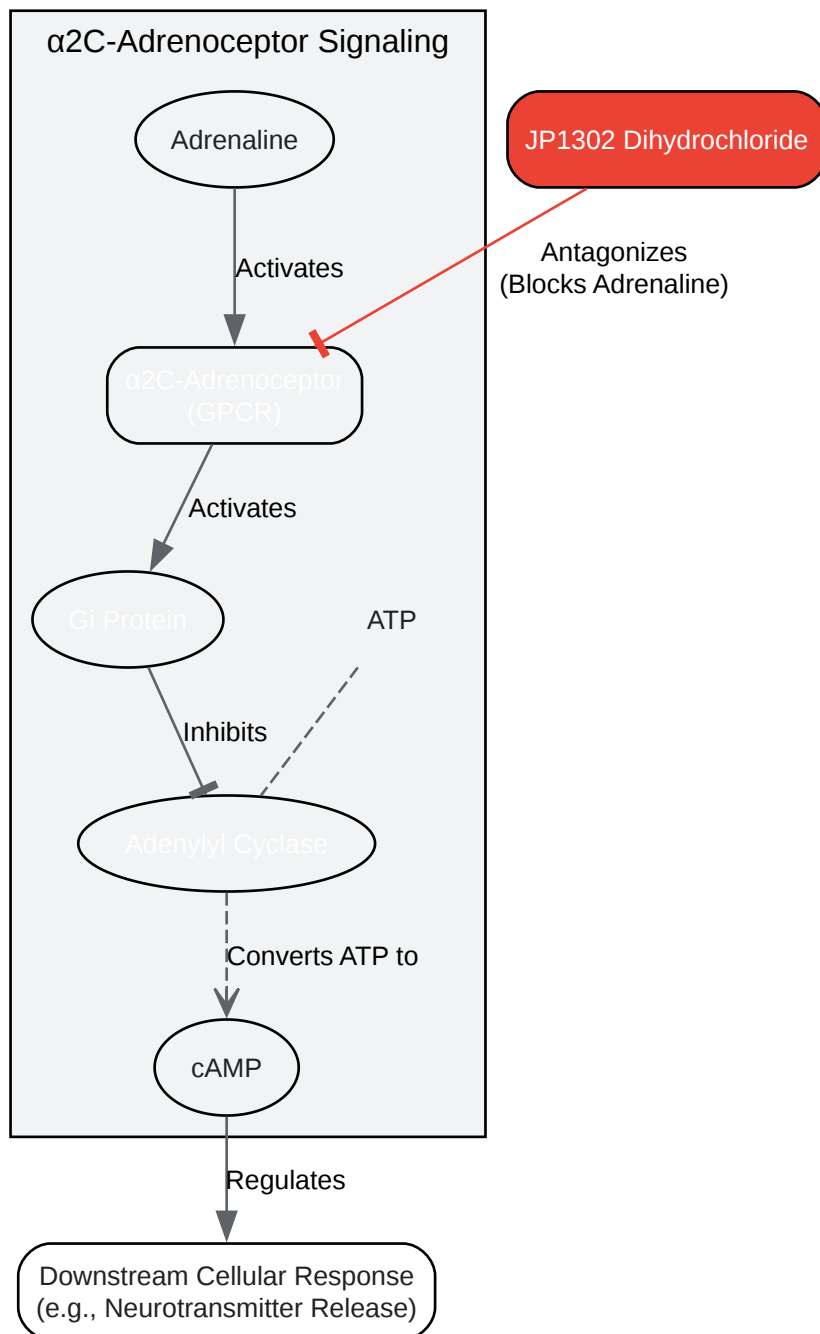 α2C-Adrenoceptor Signaling
Adrenaline
JP1302 Dihydrochloride
Activates
Antagonizes
(Blocks Adrenaline)
α2C-Adrenoceptor
(GPCR)
Activates
Gi Protein
ATP
Inhibits
Adenylyl Cyclase
Converts ATP to
cAMP
Regulates
Downstream Cellular Response
(e.g., Neurotransmitter Release)